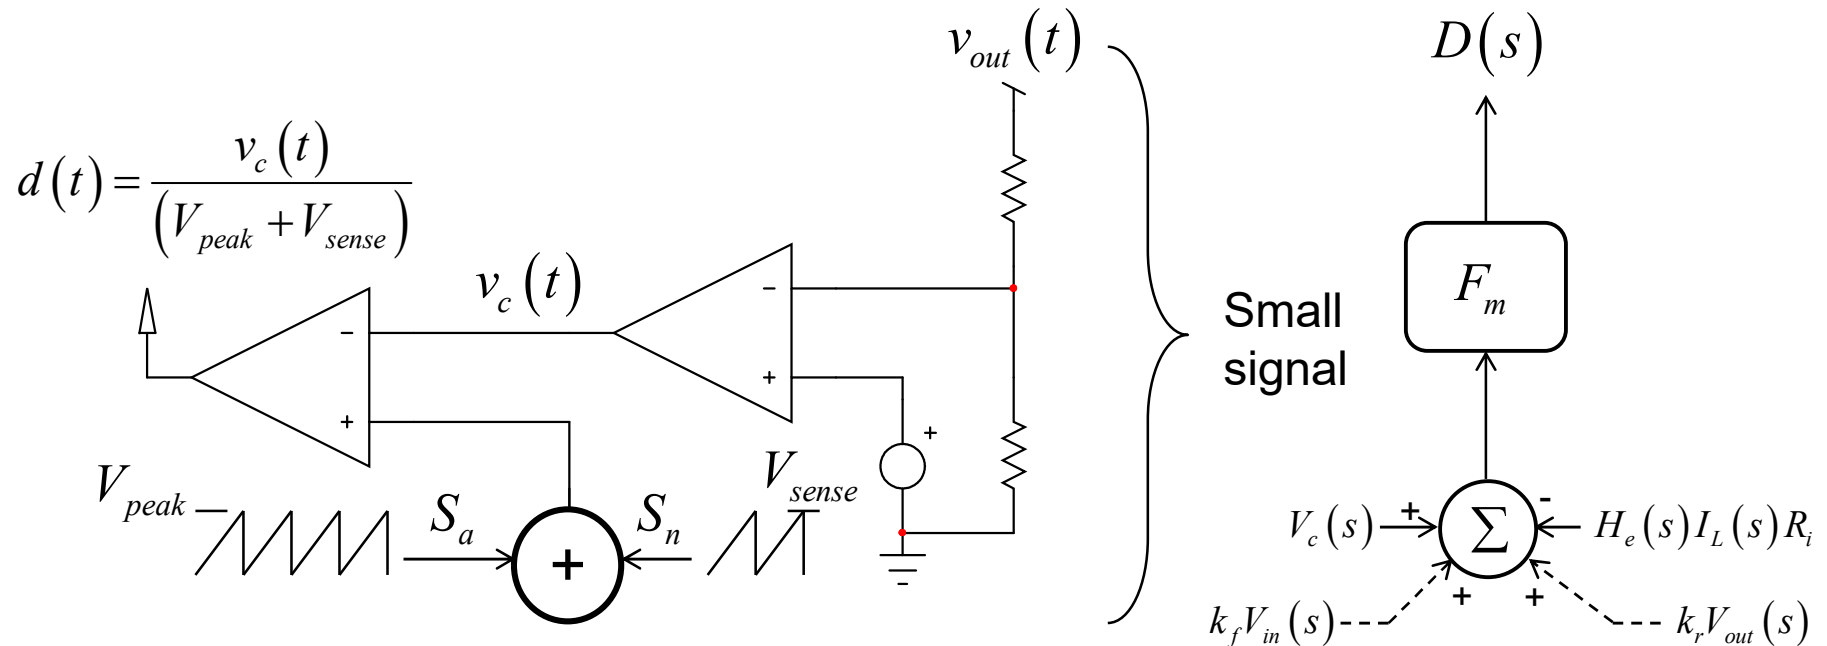 v_out(t)
D(s)
d(t) = v_c(t) / (V_peak + V_sense)
v_c(t)
-
-
+
+
+
F_m
Small
signal
V_peak
S_a
S_n
V_sense
+
V_c(s)
+
Σ
-
H_e(s)I_L(s)R_i
+
+
k_f V_in(s)
k_r V_out(s)